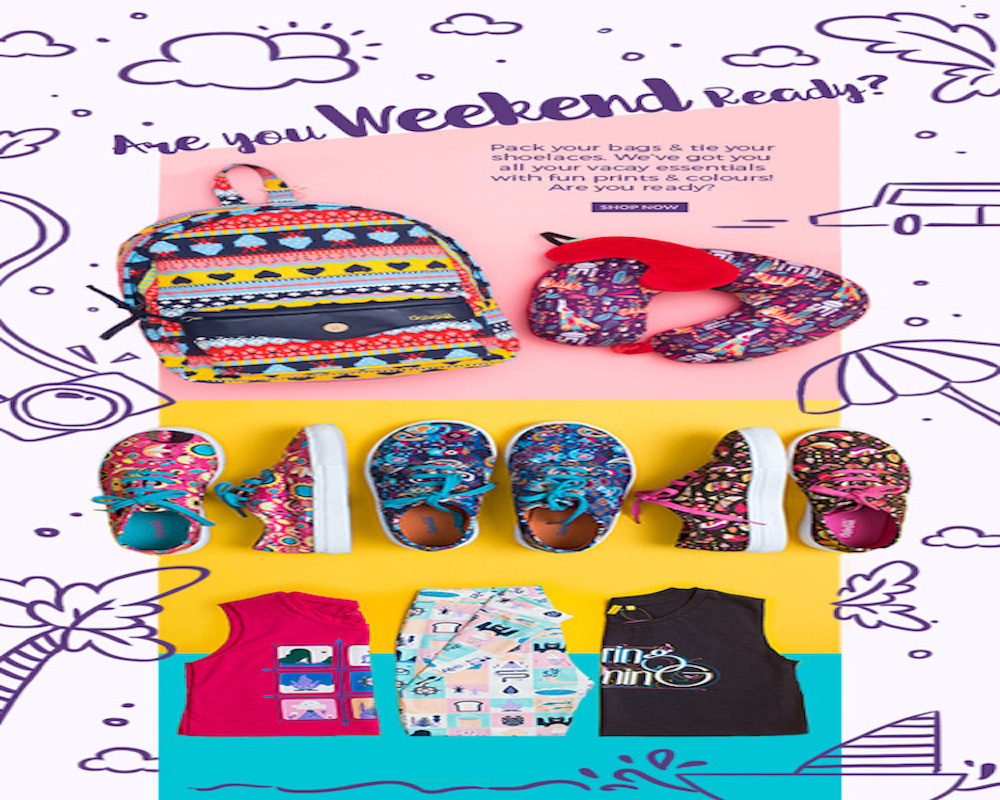 Are you Weekend Ready?
Pack your bags & tie your
shoelaces. We've got you
all your vacay essentials
with fun prints & colours!
Are you ready?
SHOP NOW